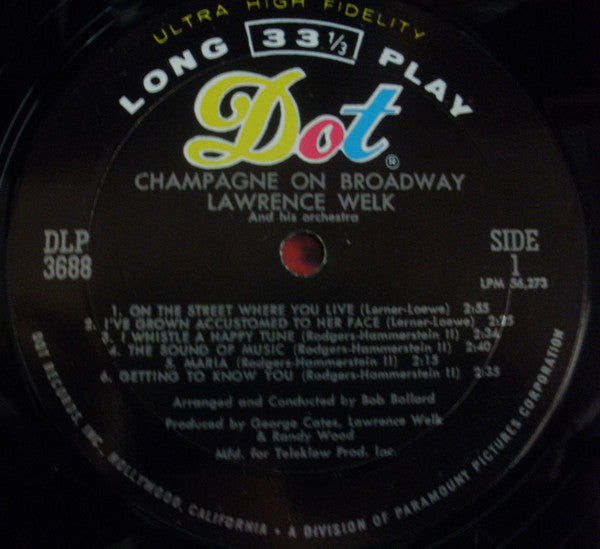 ULTRA HIGH FIDELITY
LONG 33 1/3 PLAY
Dot®
CHAMPAGNE ON BROADWAY
LAWRENCE WELK
And his orchestra
DLP
3688
SIDE
1
LPM 56,273
1. ON THE STREET WHERE YOU LIVE (Lerner-Loewe) 2:55
2. I'VE GROWN ACCUSTOMED TO HER FACE (Lerner-Loewe)
3. I WHISTLE A HAPPY TUNE (Rodgers-Hammerstein II) 2:34
4. THE SOUND OF MUSIC (Rodgers-Hammerstein II) 2:40
& MARIA (Rodgers-Hammerstein II) 2:15
6. GETTING TO KNOW YOU (Rodgers-Hammerstein II) 2:35
Arranged and Conducted by Bob Ballard
Produced by George Cates, Lawrence Welk
& Randy Wood
Mfd. for Teleklew Prod. Inc.
DOT RECORDS, INC., HOLLYWOOD, CALIFORNIA • A DIVISION OF PARAMOUNT PICTURES CORPORATION